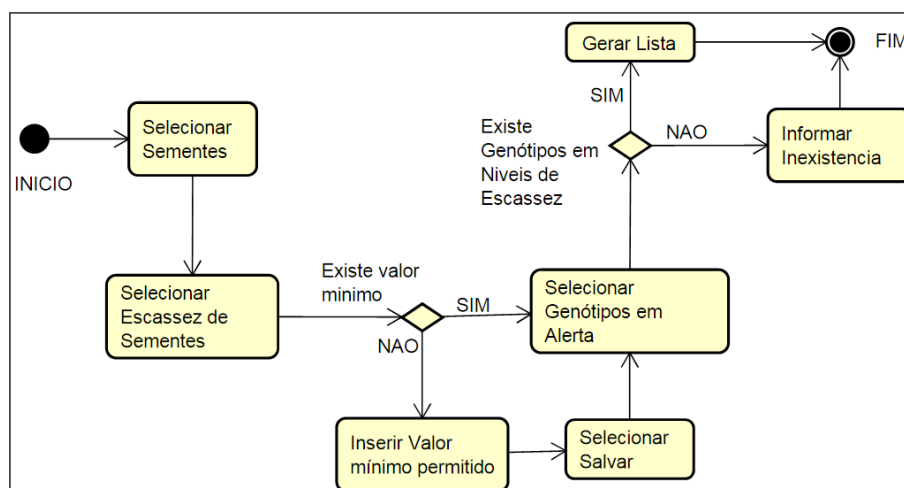 Gerar Lista
FIM
SIM
Selecionar
Sementes
INICIO
Existe
Genótipos em
Niveis de
Escassez
NAO
Informar
Inexistencia
Selecionar
Escassez de
Sementes
Existe valor
minimo
SIM
NAO
Selecionar
Genótipos em
Alerta
Inserir Valor
mínimo permitido
Selecionar
Salvar